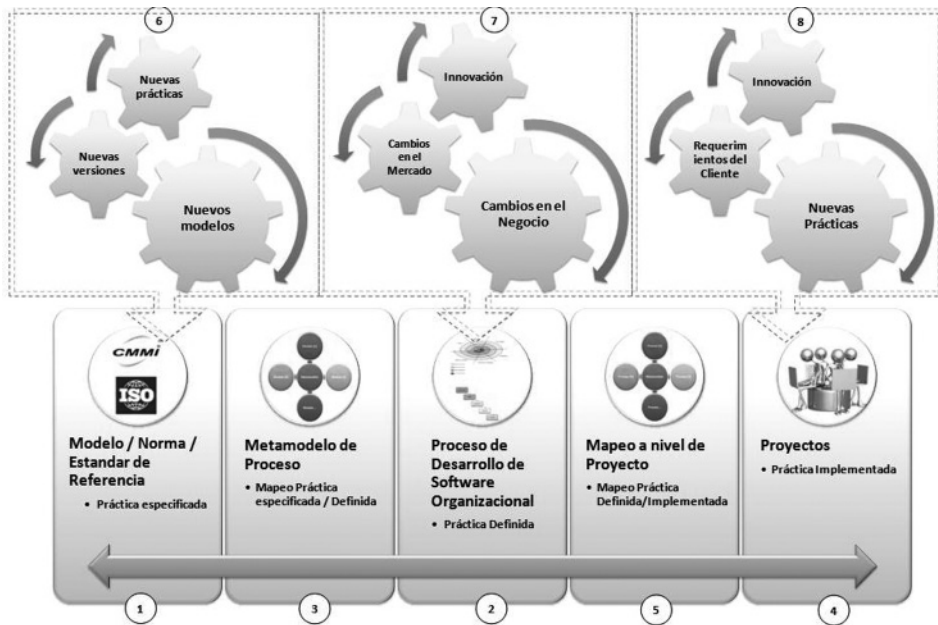 6
Nuevas
prácticas
Nuevas
versiones
Nuevos
modelos
7
Innovación
Cambios
en el
Mercado
Cambios en el
Negocio
8
Innovación
Requerim
ientos del
Cliente
Nuevas
Prácticas
CMMI
ISO
Modelo / Norma /
Estandar de
Referencia
• Práctica especificada
Metamodelo de
Proceso
• Mapeo Práctica
especificada / Definida
Proceso de
Desarrollo de
Software
Organizacional
• Práctica Definida
Mapeo a nivel de
Proyecto
• Mapeo Práctica
Definida/Implementada
Proyectos
• Práctica Implementada
1
3
2
5
4